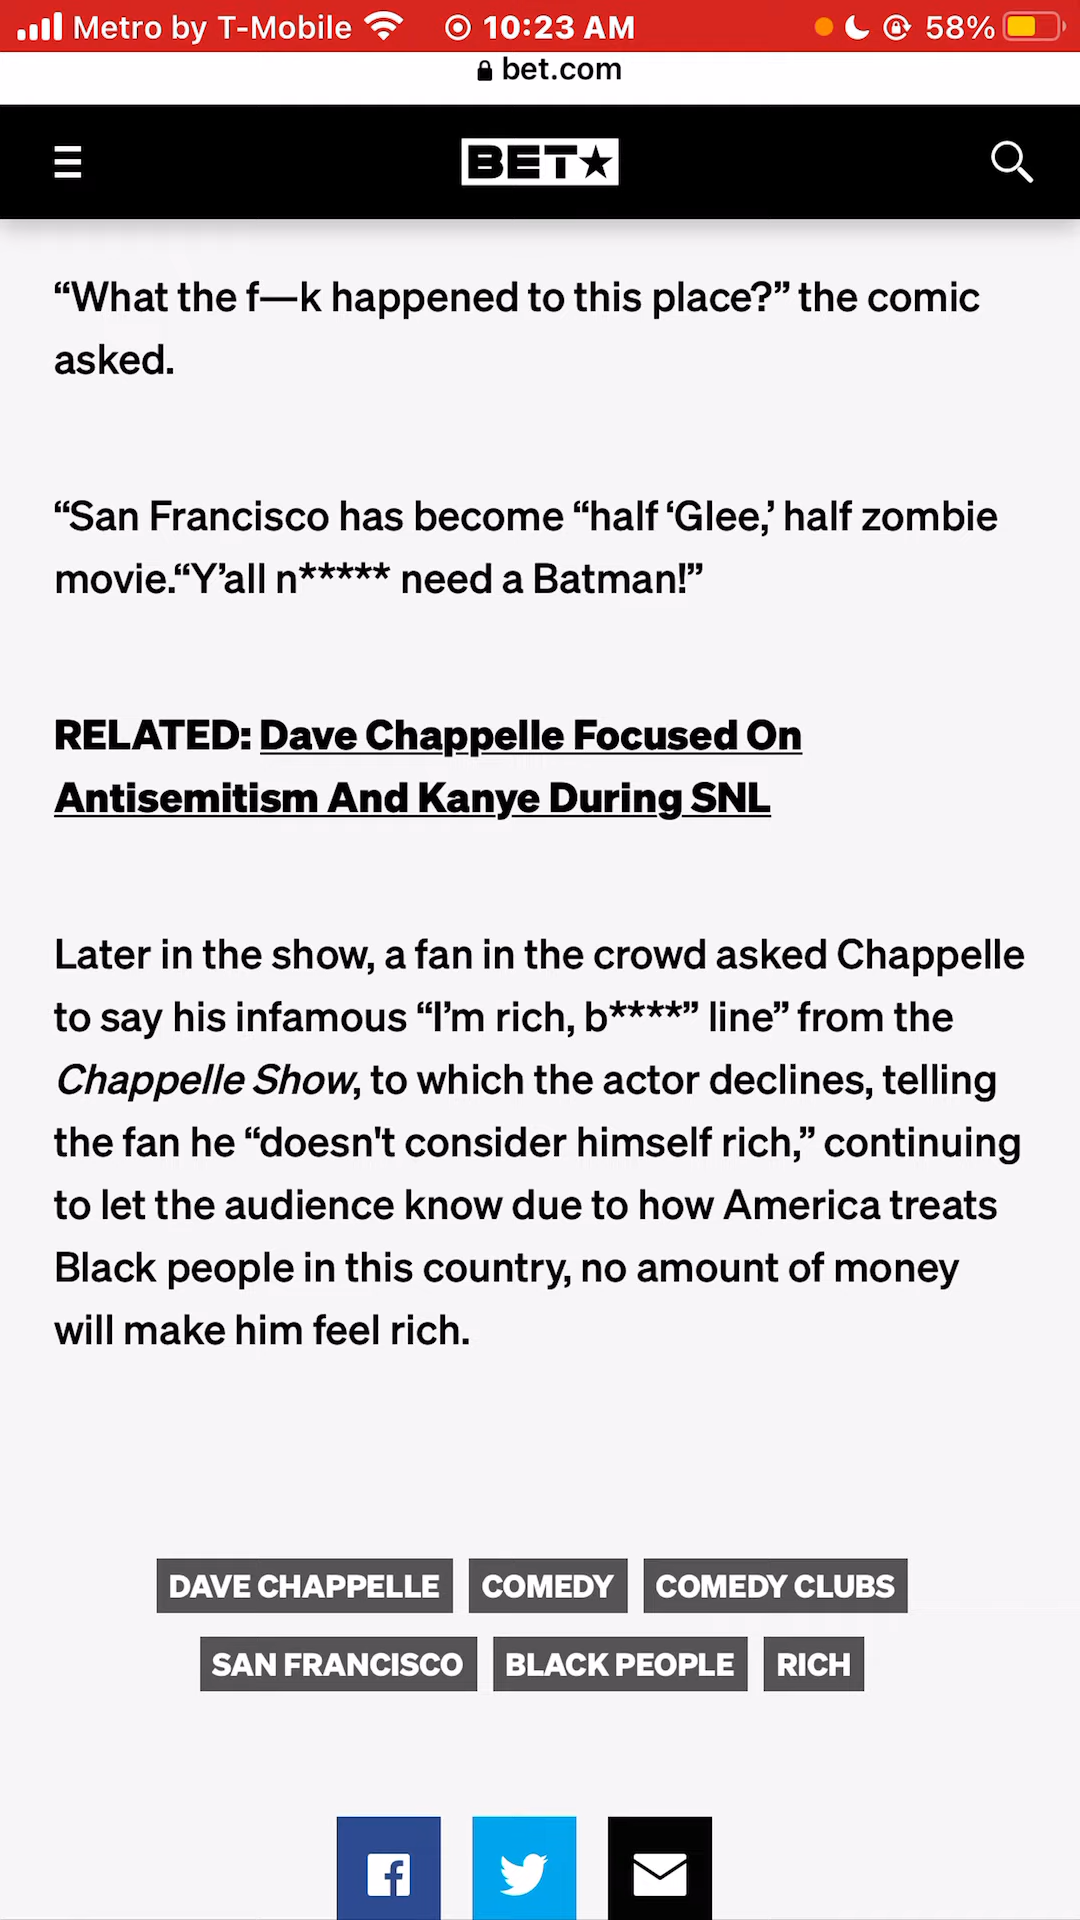 Metro by T-Mobile 10:23 AM 58%
bet.com
BET★
“What the f—k happened to this place?” the comic
asked.
“San Francisco has become “half ‘Glee,’ half zombie
movie.“Y’all n***** need a Batman!”
RELATED: Dave Chappelle Focused On
Antisemitism And Kanye During SNL
Later in the show, a fan in the crowd asked Chappelle
to say his infamous “I’m rich, b****” line” from the
Chappelle Show, to which the actor declines, telling
the fan he “doesn't consider himself rich,” continuing
to let the audience know due to how America treats
Black people in this country, no amount of money
will make him feel rich.
DAVE CHAPPELLE COMEDY COMEDY CLUBS
SAN FRANCISCO BLACK PEOPLE RICH